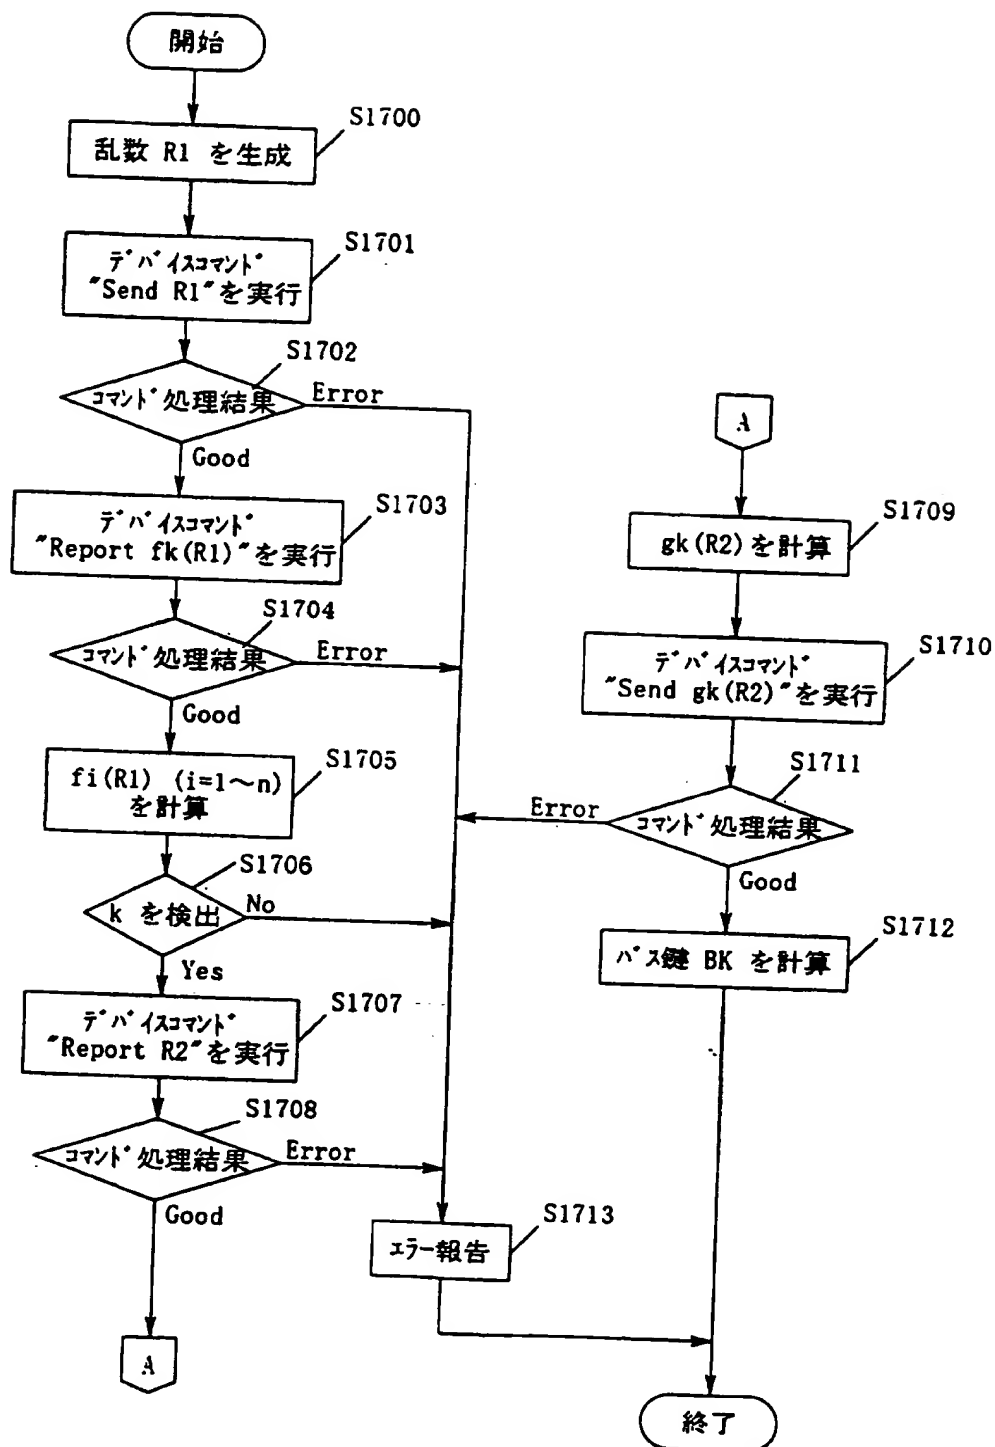 開始
S1700
乱数 R1 を生成
S1701
デバイスコマンド
"Send R1"を実行
S1702
コマンド処理結果
Error
Good
S1703
デバイスコマンド
"Report fk(R1)"を実行
S1704
コマンド処理結果
Error
Good
S1705
fi(R1) (i=1~n)
を計算
S1706
k を検出
No
Yes
S1707
デバイスコマンド
"Report R2"を実行
S1708
コマンド処理結果
Error
Good
A
A
S1709
gk(R2)を計算
S1710
デバイスコマンド
"Send gk(R2)"を実行
S1711
コマンド処理結果
Error
Good
S1712
バス鍵 BK を計算
S1713
エラー報告
終了